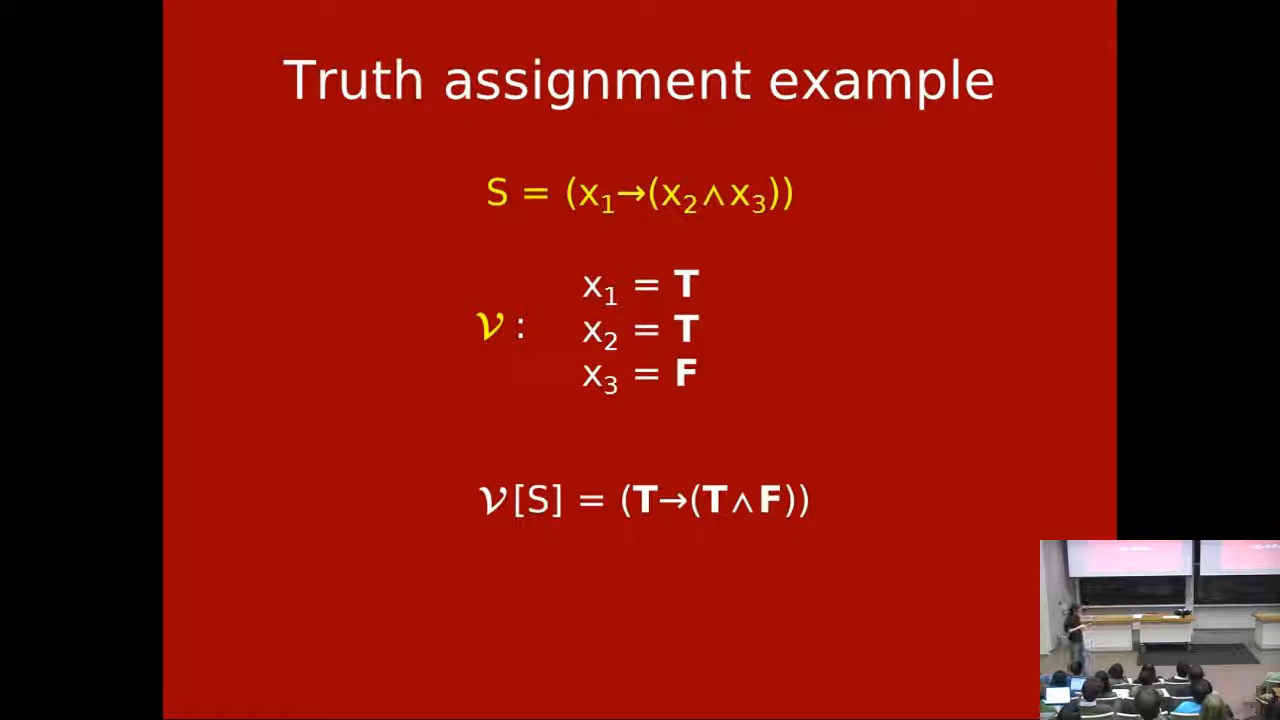 Truth assignment example
S = (x₁→(x₂∧x₃))
x₁ = T
𝓥 : x₂ = T
x₃ = F
𝓥[S] = (T→(T∧F))